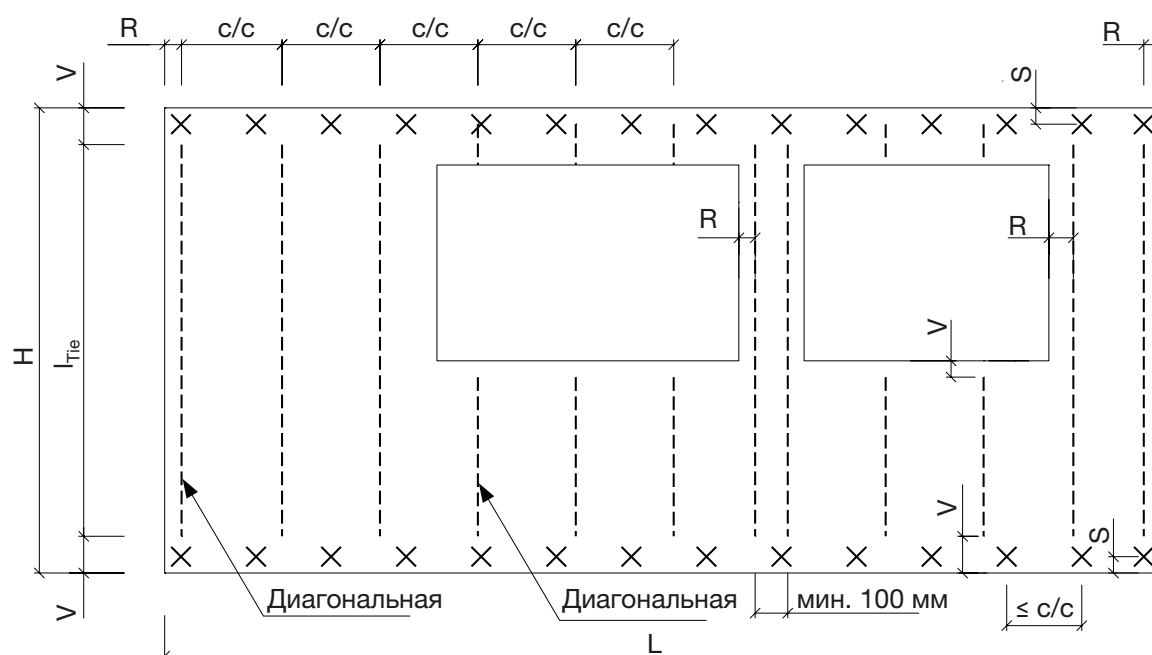 R c/c c/c c/c c/c c/c R
V
S
H
l_Tie
R
R
V
V
S
V
Диагональная
Диагональная
мин. 100 мм
≤ c/c
L